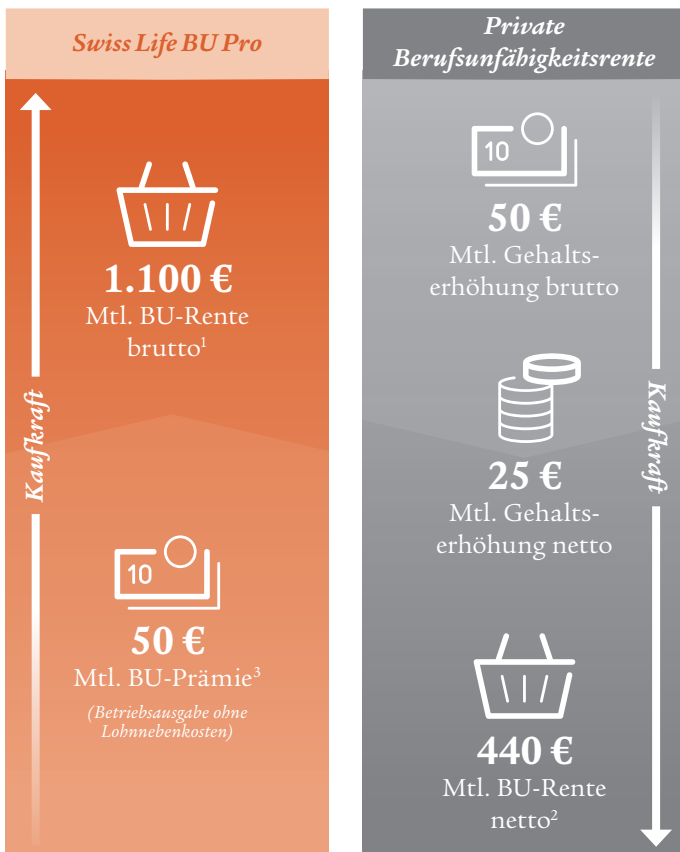 Swiss Life BU Pro
Kaufkraft
1.100 €
Mtl. BU-Rente
brutto¹
10
50 €
Mtl. BU-Prämie³
(Betriebsausgabe ohne
Lohnnebenkosten)
Private
Berufsunfähigkeitsrente
10
50 €
Mtl. Gehalts-
erhöhung brutto
25 €
Mtl. Gehalts-
erhöhung netto
Kaufkraft
440 €
Mtl. BU-Rente
netto²